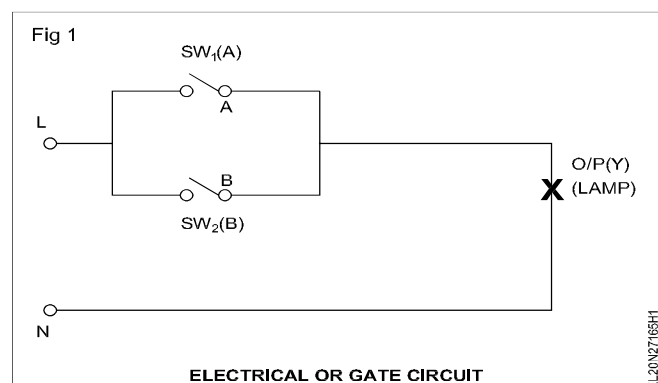 Fig 1
SW₁(A)
A
L
B
SW₂(B)
O/P(Y)
(LAMP)
N
ELECTRICAL OR GATE CIRCUIT
L20N27165H1